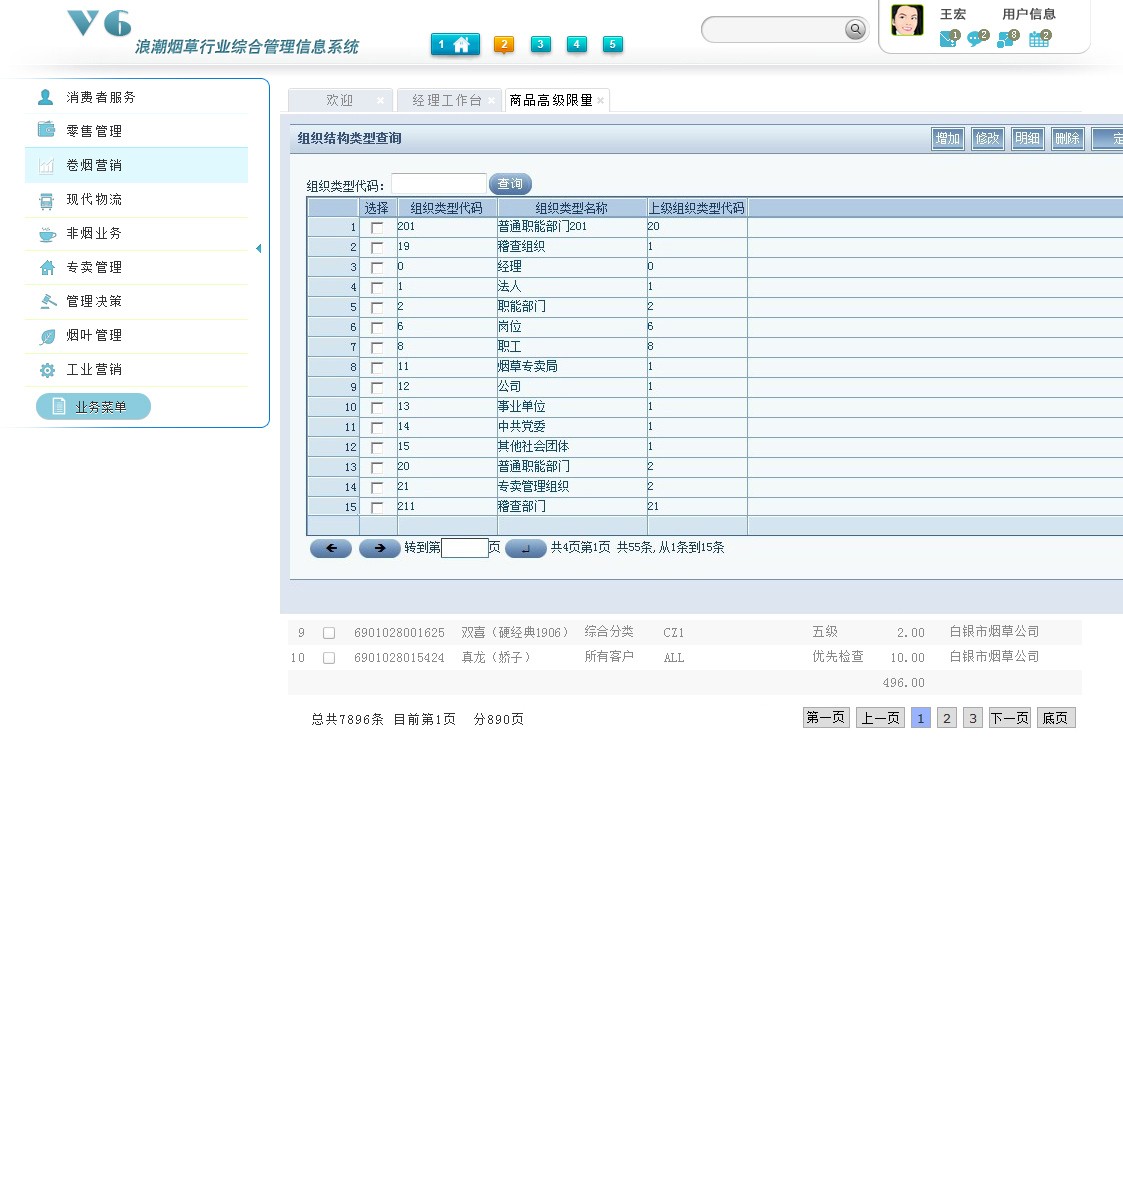 V6
浪潮烟草行业综合管理信息系统
1 2 3 4 5
王宏 用户信息
1 2 8 2
消费者服务
零售管理
卷烟营销
现代物流
非烟业务
专卖管理
管理决策
烟叶管理
工业营销
业务菜单
欢迎 经理工作台 商品高级限量
组织结构类型查询 增加 修改 明细 删除 定
组织类型代码: 查询
选择 组织类型代码 组织类型名称 上级组织类型代码
1 201 普通职能部门201 20
2 19 稽查组织 1
3 0 经理 0
4 1 法人 1
5 2 职能部门 2
6 6 岗位 6
7 8 职工 8
8 11 烟草专卖局 1
9 12 公司 1
10 13 事业单位 1
11 14 中共党委 1
12 15 其他社会团体 1
13 20 普通职能部门 2
14 21 专卖管理组织 2
15 211 稽查部门 21
转到第 页 共4页第1页 共55条, 从1条到15条
9 6901028001625 双喜（硬经典1906） 综合分类 CZ1 五级 2.00 白银市烟草公司
10 6901028015424 真龙（娇子） 所有客户 ALL 优先检查 10.00 白银市烟草公司
496.00
总共7896条 目前第1页 分890页 第一页 上一页 1 2 3 下一页 底页